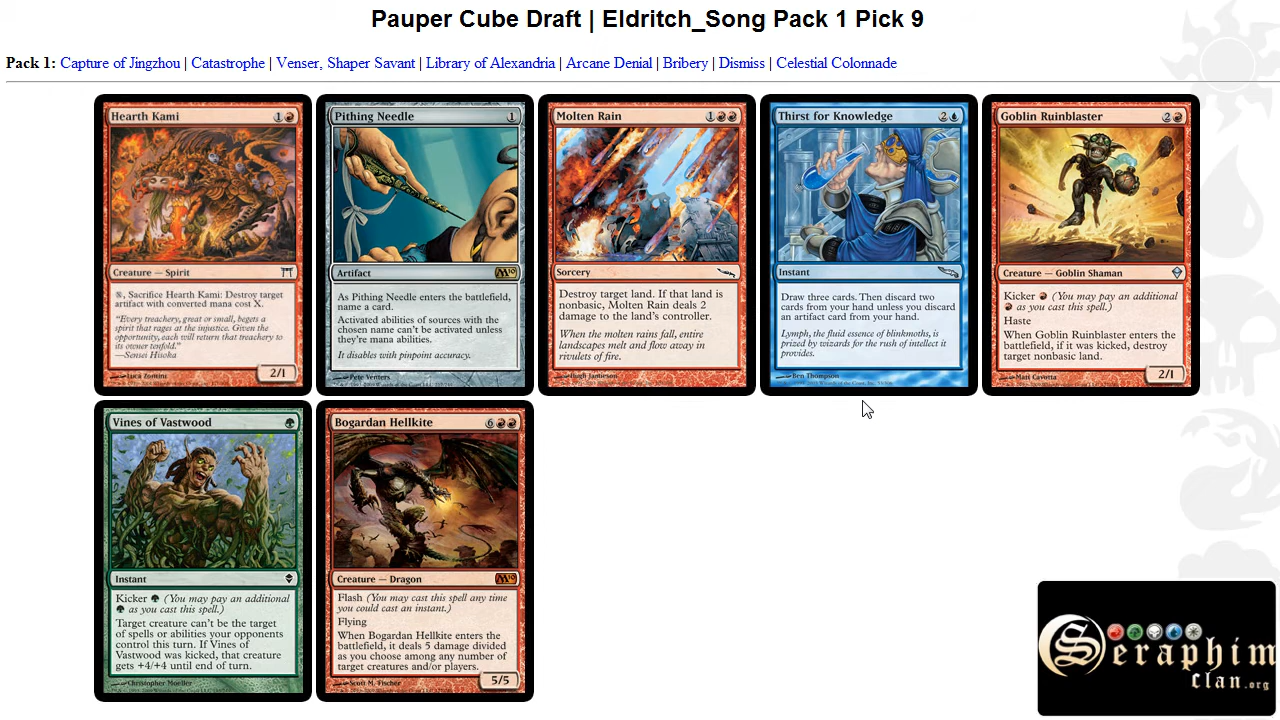 Pauper Cube Draft | Eldritch_Song Pack 1 Pick 9
Pack 1: Capture of Jingzhou | Catastrophe | Venser, Shaper Savant | Library of Alexandria | Arcane Denial | Bribery | Dismiss | Celestial Colonnade
Hearth Kami 1
Creature — Spirit
, Sacrifice Hearth Kami: Destroy target
artifact with converted mana cost X.
“Every treachery, great or small, begets a
spirit that rages at the injustice. Given the
opportunity, each will return that treachery to
its owner tenfold.”
—Sensei Hisoka
Luca Zontini
2/1
Pithing Needle 1
Artifact M10
As Pithing Needle enters the battlefield,
name a card.
Activated abilities of sources with the
chosen name can't be activated unless
they're mana abilities.
It disables with pinpoint accuracy.
Pete Venters
Molten Rain 1
Sorcery
Destroy target land. If that land is
nonbasic, Molten Rain deals 2
damage to the land's controller.
When the molten rains fall, entire
landscapes melt and flow away in
rivulets of fire.
Hugh Jamieson
Thirst for Knowledge 2
Instant
Draw three cards. Then discard two
cards from your hand unless you discard
an artifact card from your hand.
Lymph, the fluid essence of blinkmoths, is
prized by wizards for the rush of intellect it
provides.
Ben Thompson
Goblin Ruinblaster 2
Creature — Goblin Shaman
Kicker (You may pay an additional
as you cast this spell.)
Haste
When Goblin Ruinblaster enters the
battlefield, if it was kicked, destroy
target nonbasic land.
Matt Cavotta
2/1
Vines of Vastwood
Instant
Kicker (You may pay an additional
as you cast this spell.)
Target creature can't be the target
of spells or abilities your opponents
control this turn. If Vines of
Vastwood was kicked, that creature
gets +4/+4 until end of turn.
Christopher Moeller
Bogardan Hellkite 6
Creature — Dragon M10
Flash (You may cast this spell any time
you could cast an instant.)
Flying
When Bogardan Hellkite enters the
battlefield, it deals 5 damage divided
as you choose among any number of
target creatures and/or players.
Scott M. Fischer
5/5
Seraphim
clan.org